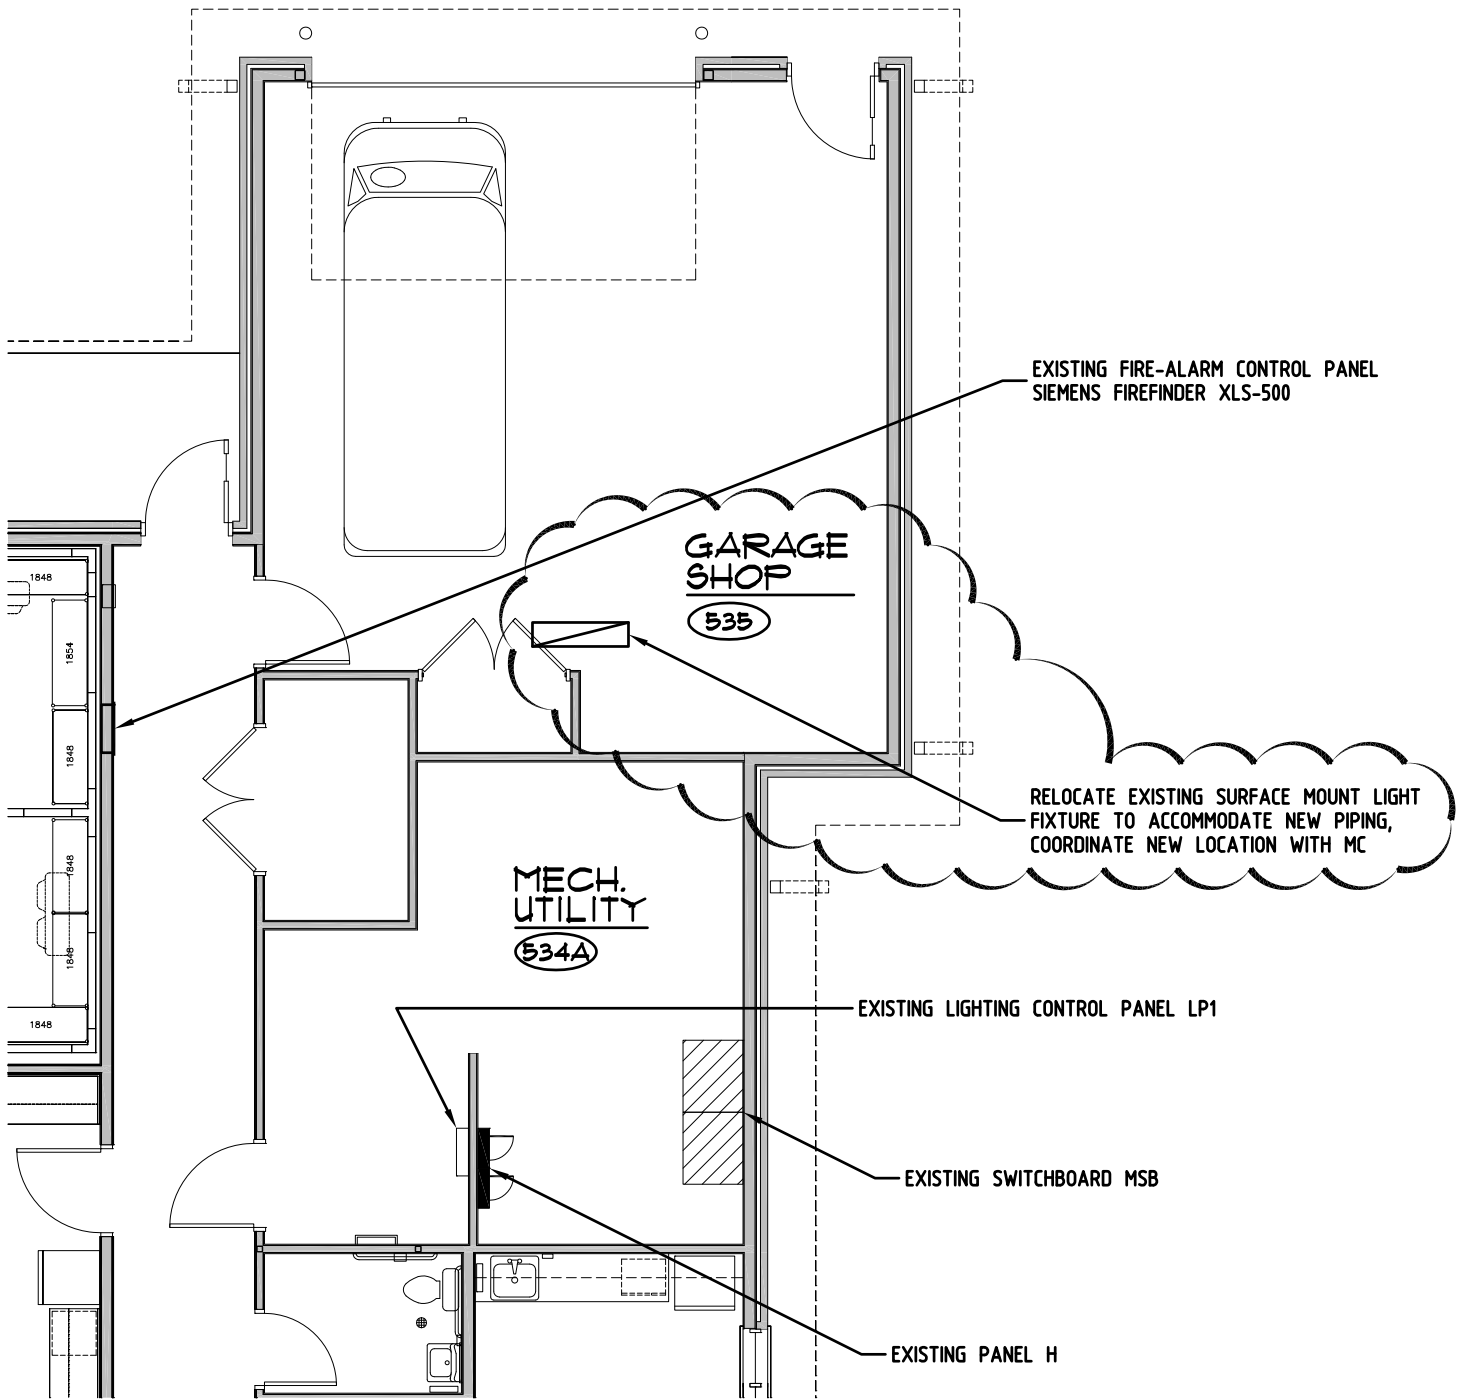 EXISTING FIRE-ALARM CONTROL PANEL
SIEMENS FIREFINDER XLS-500
GARAGE
SHOP
535
1848
1854
1848
RELOCATE EXISTING SURFACE MOUNT LIGHT
FIXTURE TO ACCOMMODATE NEW PIPING,
COORDINATE NEW LOCATION WITH MC
1848
MECH.
UTILITY
534A
1848
EXISTING LIGHTING CONTROL PANEL LP1
1848
EXISTING SWITCHBOARD MSB
EXISTING PANEL H